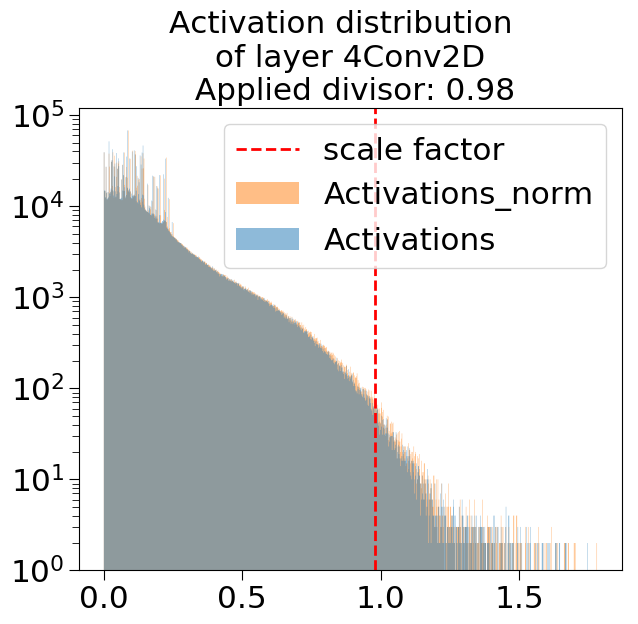 Activation distribution
of layer 4Conv2D
Applied divisor: 0.98
10^5
10^4
10^3
10^2
10^1
10^0
scale factor
Activations_norm
Activations
0.0 0.5 1.0 1.5